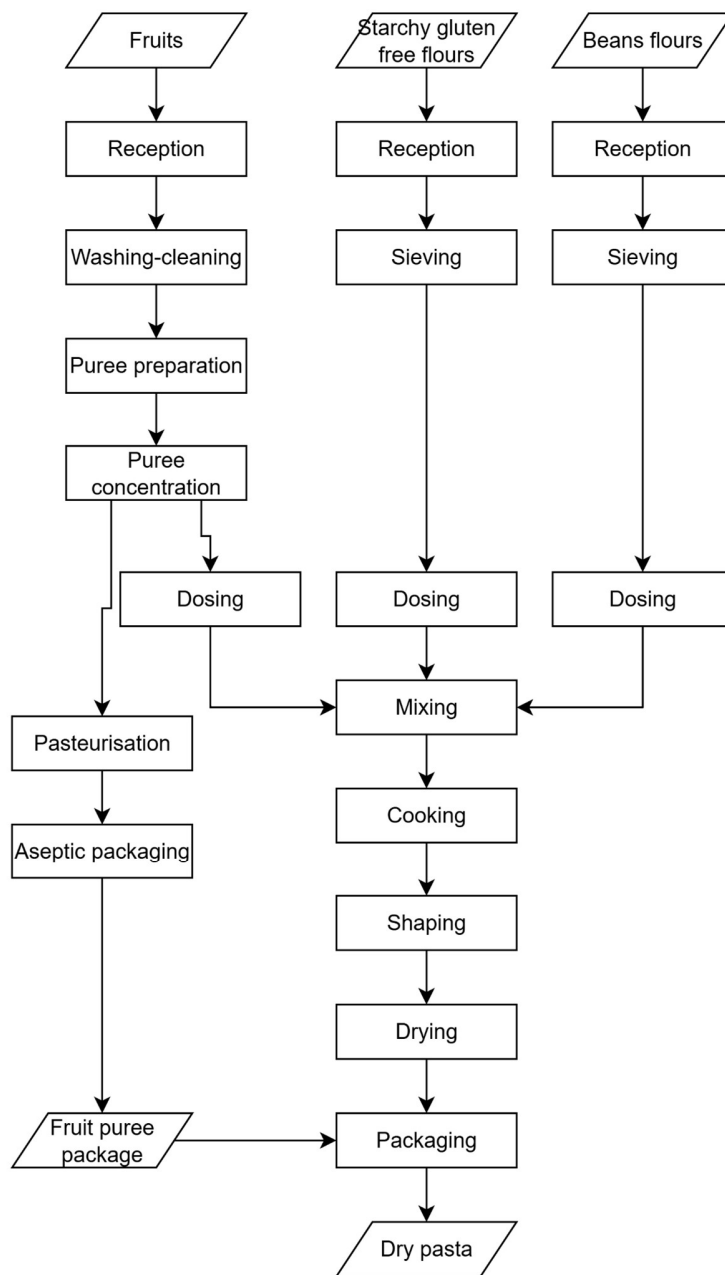 Fruits
Starchy gluten
free flours
Beans flours
Reception
Reception
Reception
Washing-cleaning
Sieving
Sieving
Puree preparation
Puree
concentration
Dosing
Dosing
Dosing
Mixing
Pasteurisation
Cooking
Aseptic packaging
Shaping
Drying
Fruit puree
package
Packaging
Dry pasta